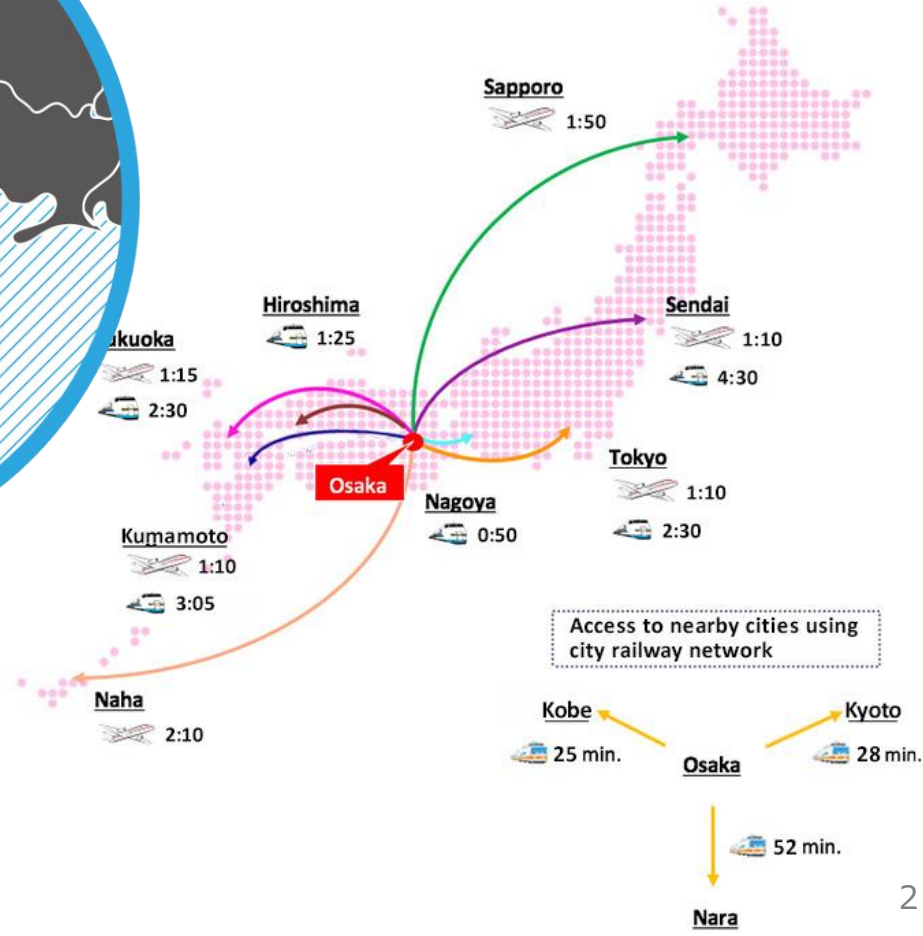 Sapporo
1:50
Hiroshima
1:25
Sendai
1:10
4:30
ukuoka
1:15
2:30
Osaka
Nagoya
0:50
Tokyo
1:10
2:30
Kumamoto
1:10
3:05
Naha
2:10
Access to nearby cities using
city railway network
Kobe
25 min.
Kyoto
28 min.
Osaka
52 min.
Nara
2